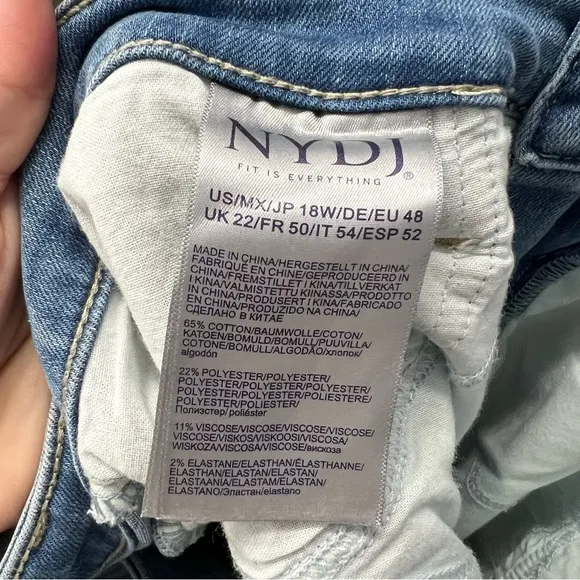 NYDJ®
FIT IS EVERYTHING
US/MX/JP 18W/DE/EU 48
UK 22/FR 50/IT 54/ESP 52
MADE IN CHINA/HERGESTELLT IN CHINA/
FABRIQUÉ EN CHINE/GEPRODUCEERD IN
CHINA/FREMSTILLET I KINA/TILLVERKAT
I KINA/VALMISTETTU KIINASSA/PRODOTTO
IN CHINA/PRODUSERT I KINA/FABRICADO
EN CHINA/PRODUZIDO NA CHINA/
СДЕЛАНО В КИТАЕ
65% COTTON/BAUMWOLLE/COTON/
KATOEN/BOMULD/BOMULL/PUUVILLA/
COTONE/BOMULL/ALGODÃO/хлопок/
algodón
22% POLYESTER/POLYESTER/
POLYESTER/POLYESTER/POLYESTER/
POLYESTER/POLYESTERI/POLIESTERE/
POLYESTER/POLIÉSTER/
Полиэстер/poliéster
11% VISCOSE/VISCOSE/VISCOSE/VISCOSE/
VISCOSE/VISKOS/VISKOOSI/VISCOSA/
WISKOZA/VISCOSA/VISCOSE/вискоза
2% ELASTANE/ELASTHAN/ÉLASTHANNE/
ELASTHAN/ELASTAN/ELASTAN/
ELASTAANIA/ELASTAM/ELASTAN/
ELASTANO/Эластан/elastano